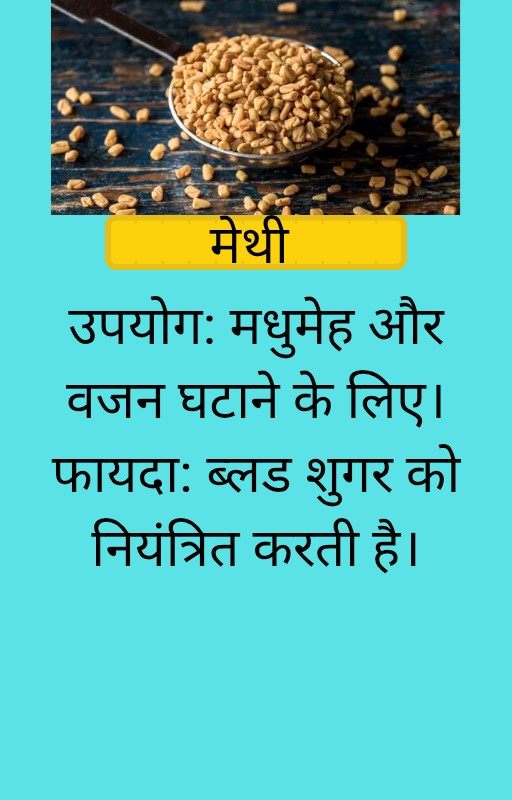 मेथी
उपयोग: मधुमेह और
वजन घटाने के लिए।
फायदा: ब्लड शुगर को
नियंत्रित करती है।